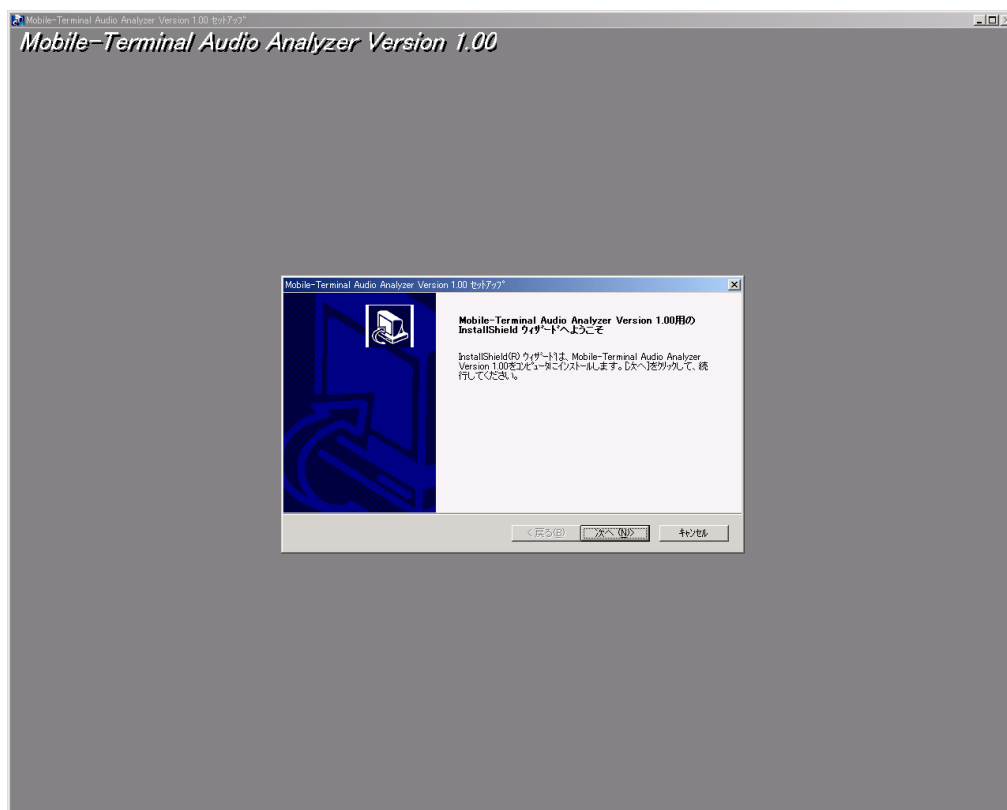 Mobile-Terminal Audio Analyzer Version 1.00 ｾｯﾄｱｯﾌﾟ
Mobile-Terminal Audio Analyzer Version 1.00
Mobile-Terminal Audio Analyzer Version 1.00 ｾｯﾄｱｯﾌﾟ
Mobile-Terminal Audio Analyzer Version 1.00用の
InstallShield ｳｨｻﾞｰﾄﾞへようこそ
InstallShield(R) ｳｨｻﾞｰﾄﾞは、Mobile-Terminal Audio Analyzer
Version 1.00をｺﾝﾋﾟｭｰﾀにｲﾝｽﾄｰﾙします。[次へ]をｸﾘｯｸして、続
行してください。
< 戻る(B)
次へ (N)>
ｷｬﾝｾﾙ